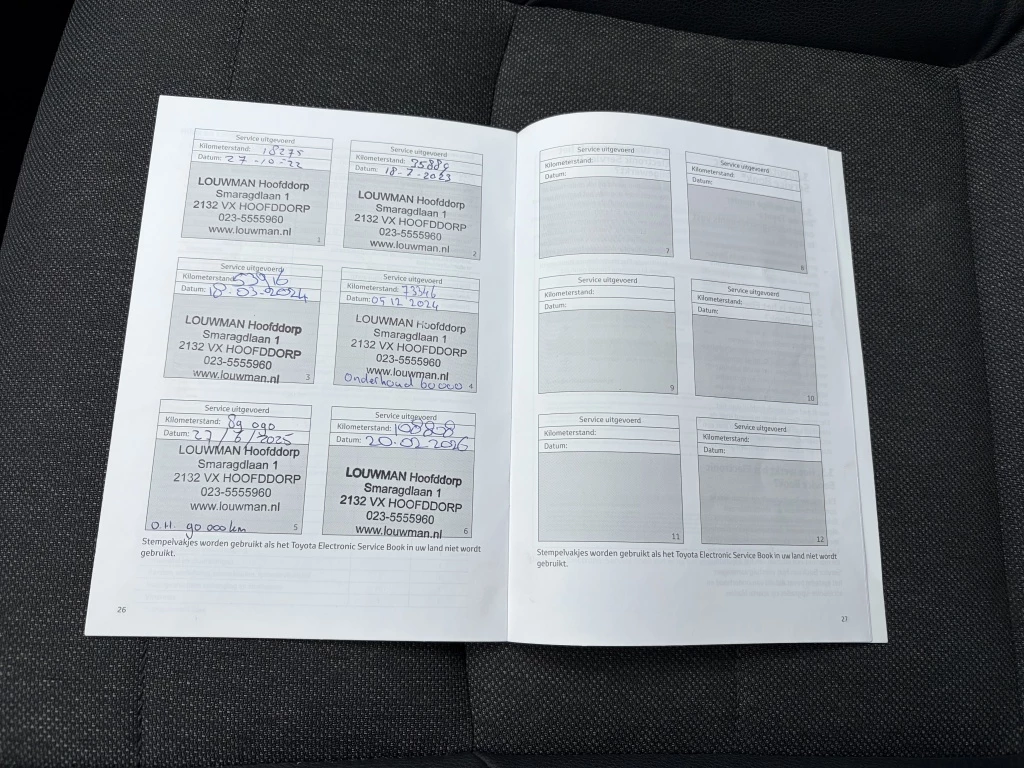 Service uitgevoerd
Kilometerstand: 18275
Datum: 27-10-22
LOUWMAN Hoofddorp
Smaragdlaan 1
2132 VX HOOFDDORP
023-5555960
www.louwman.nl
1
Service uitgevoerd
Kilometerstand: 35889
Datum: 18-7-2023
LOUWMAN Hoofddorp
Smaragdlaan 1
2132 VX HOOFDDORP
023-5555960
www.louwman.nl
2
Service uitgevoerd
Kilometerstand: 53916
Datum: 18-03-2024
LOUWMAN Hoofddorp
Smaragdlaan 1
2132 VX HOOFDDORP
023-5555960
www.louwman.nl
3
Service uitgevoerd
Kilometerstand: 73346
Datum: 05 12 2024
LOUWMAN Hoofddorp
Smaragdlaan 1
2132 VX HOOFDDORP
023-5555960
www.louwman.nl
Onderhoud 60000 4
Service uitgevoerd
Kilometerstand: 89 090
Datum: 27/6/2025
LOUWMAN Hoofddorp
Smaragdlaan 1
2132 VX HOOFDDORP
023-5555960
www.louwman.nl
O.H. 90 000km 5
Service uitgevoerd
Kilometerstand: 108838
Datum: 20-02-2026
LOUWMAN Hoofddorp
Smaragdlaan 1
2132 VX HOOFDDORP
023-5555960
www.louwman.nl
6
Stempelvakjes worden gebruikt als het Toyota Electronic Service Book in uw land niet wordt
gebruikt.
26
Service uitgevoerd
Kilometerstand:
Datum:
7
Service uitgevoerd
Kilometerstand:
Datum:
8
Service uitgevoerd
Kilometerstand:
Datum:
9
Service uitgevoerd
Kilometerstand:
Datum:
10
Service uitgevoerd
Kilometerstand:
Datum:
11
Service uitgevoerd
Kilometerstand:
Datum:
12
Stempelvakjes worden gebruikt als het Toyota Electronic Service Book in uw land niet wordt
gebruikt.
27